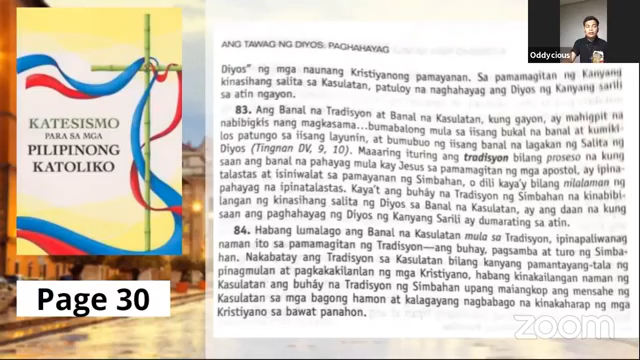 KATESISMO
PARA SA MGA
PILIPINONG
KATOLIKO
Page 30
ANG TAWAG NG DIYOS: PAGHAHAYAG
Diyos" ng mga naunang Kristiyanong pamayanan. Sa pamamagitan ng Kanyang
kinasihang salita sa Kasulatan, patuloy na naghahayag ang Diyos ng Kanyang sarili
sa atin ngayon.
83. Ang Banal na Tradisyon at Banal na Kasulatan, kung gayon, ay mahigpit na
nabibigkis nang magkasama...bumabalong mula sa iisang bukal na banal at kumiki-
los patungo sa iisang layunin, at bumubuo ng iisang banal na lagakan ng Salita ng
Diyos (Tingnan DV, 9, 10). Maaaring ituring ang tradisyon bilang proseso na kung
saan ang banal na pahayag mula kay Jesus sa pamamagitan ng mga apostol, ay ipina-
talastas at isiniwalat sa pamayanan ng Simbahan, o dili kaya'y bilang nilalaman ng
pahayag na ipinatalastas. Kaya't ang buháy na Tradisyon ng Simbahan na kinabibi-
langan ng kinasihang salita ng Diyos sa Banal na Kasulatan, ay ang daan na kung
saan ang paghahayag ng Diyos ng Kanyang Sarili ay dumarating sa atin.
84. Habang lumalago ang Banal na Kasulatan mula sa Tradisyon, ipinapaliwanag
naman ito sa pamamagitan ng Tradisyon—ang buhay, pagsamba at turo ng Simba-
han. Nakabatay ang Tradisyon sa Kasulatan bilang kanyang pamantayang-tala ng
pinagmulan at pagkakakilanlan ng mga Kristiyano, habang kinakailangan naman ng
Kasulatan ang buháy na Tradisyon ng Simbahan upang maiangkop ang mensahe ng
Kasulatan sa mga bagong hamon at kalagayang nagbabago na kinakaharap ng mga
Kristiyano sa bawat panahon.
Oddycious
zoom